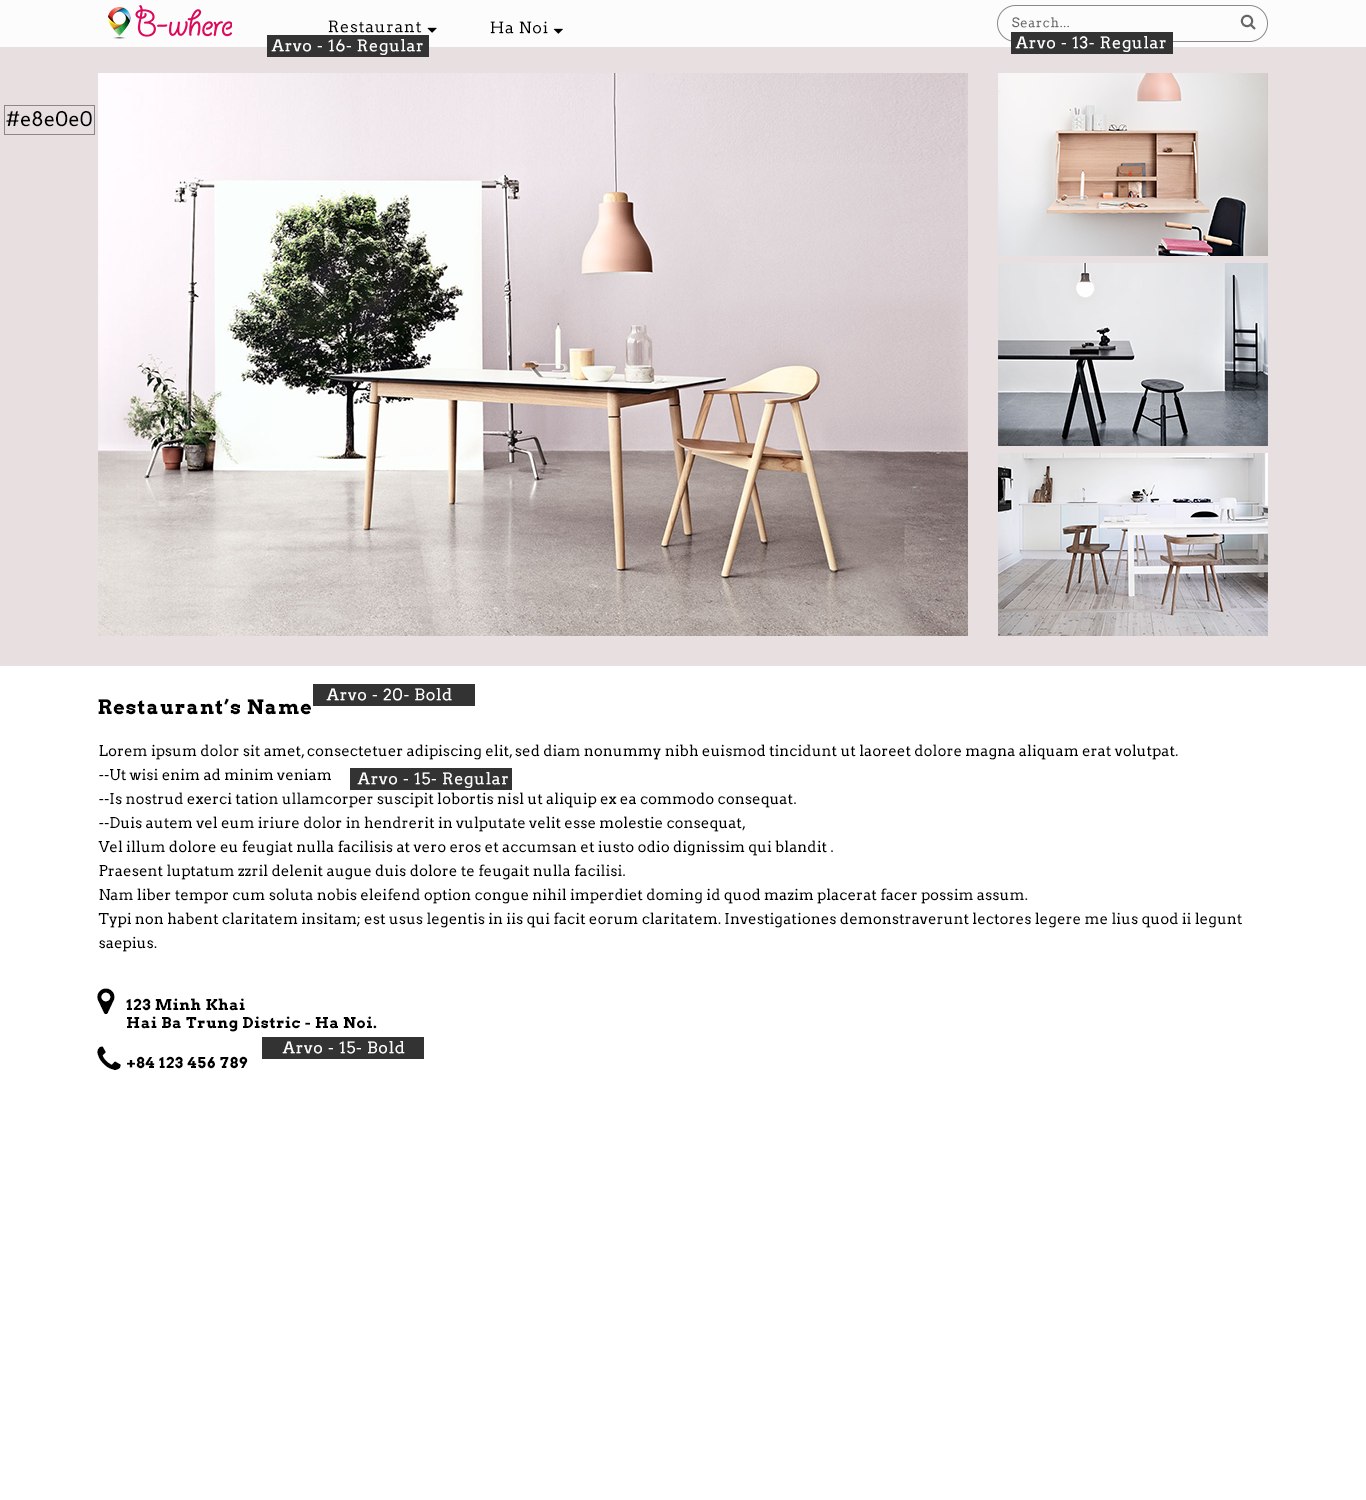 B-where
Restaurant
Ha Noi
Search...
Arvo - 16- Regular
Arvo - 13- Regular
#e8e0e0
Arvo - 20- Bold
Restaurant’s Name
Lorem ipsum dolor sit amet, consectetuer adipiscing elit, sed diam nonummy nibh euismod tincidunt ut laoreet dolore magna aliquam erat volutpat.
--Ut wisi enim ad minim veniam
Arvo - 15- Regular
--Is nostrud exerci tation ullamcorper suscipit lobortis nisl ut aliquip ex ea commodo consequat.
--Duis autem vel eum iriure dolor in hendrerit in vulputate velit esse molestie consequat,
Vel illum dolore eu feugiat nulla facilisis at vero eros et accumsan et iusto odio dignissim qui blandit .
Praesent luptatum zzril delenit augue duis dolore te feugait nulla facilisi.
Nam liber tempor cum soluta nobis eleifend option congue nihil imperdiet doming id quod mazim placerat facer possim assum.
Typi non habent claritatem insitam; est usus legentis in iis qui facit eorum claritatem. Investigationes demonstraverunt lectores legere me lius quod ii legunt
saepius.
123 Minh Khai
Hai Ba Trung Distric - Ha Noi.
Arvo - 15- Bold
+84 123 456 789